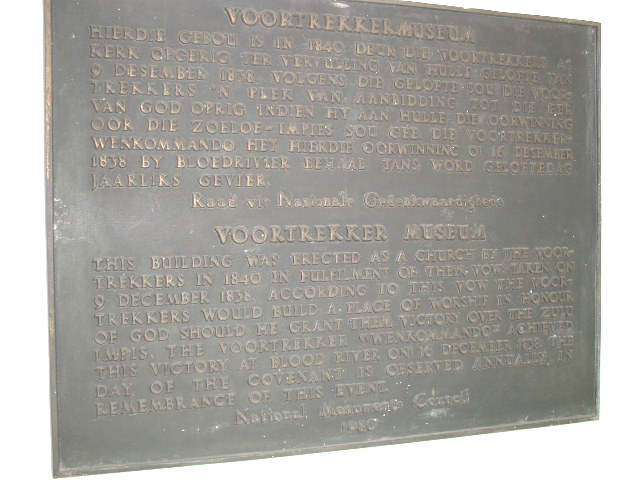 VOORTREKKERMUSEUM
HIERDIE GEBOU IS IN 1840 DEUR DIE VOORTREKKERS AS
KERK OPGERIG TER VERVULLING VAN HULLE GELOFTE VAN
9 DESEMBER 1838. VOLGENS DIE GELOFTE SOU DIE VOOR-
TREKKERS 'N PLEK VAN AANBIDDING TOT DIE EER
VAN GOD OPRIG INDIEN HY AAN HULLE DIE OORWINNING
OOR DIE ZOELOE-IMPIES SOU GEE DIE VOORTREKKER-
WENKOMMANDO HET HIERDIE OORWINNING OP 16 DESEMBER
1838 BY BLOEDRIVIER BEHAAL TANS WORD GELOFTEDAG
JAARLIKS GEVIER.
Raad vir Nasionale Gedenkwaardighede
VOORTREKKER MUSEUM
THIS BUILDING WAS ERECTED AS A CHURCH BY THE VOOR-
TREKKERS IN 1840 IN FULFILMENT OF THEIR VOW TAKEN ON
9 DECEMBER 1838. ACCORDING TO THIS VOW THE VOOR-
TREKKERS WOULD BUILD A PLACE OF WORSHIP IN HONOUR
OF GOD SHOULD HE GRANT THEM VICTORY OVER THE ZULU
IMPIS. THE VOORTREKKER "WENKOMMANDO" ACHIEVED
THIS VICTORY AT BLOOD RIVER ON 16 DECEMBER 1838. THE
DAY OF THE COVENANT IS OBSERVED ANNUALLY IN
REMEMBRANCE OF THIS EVENT.
National Monuments Council
1980